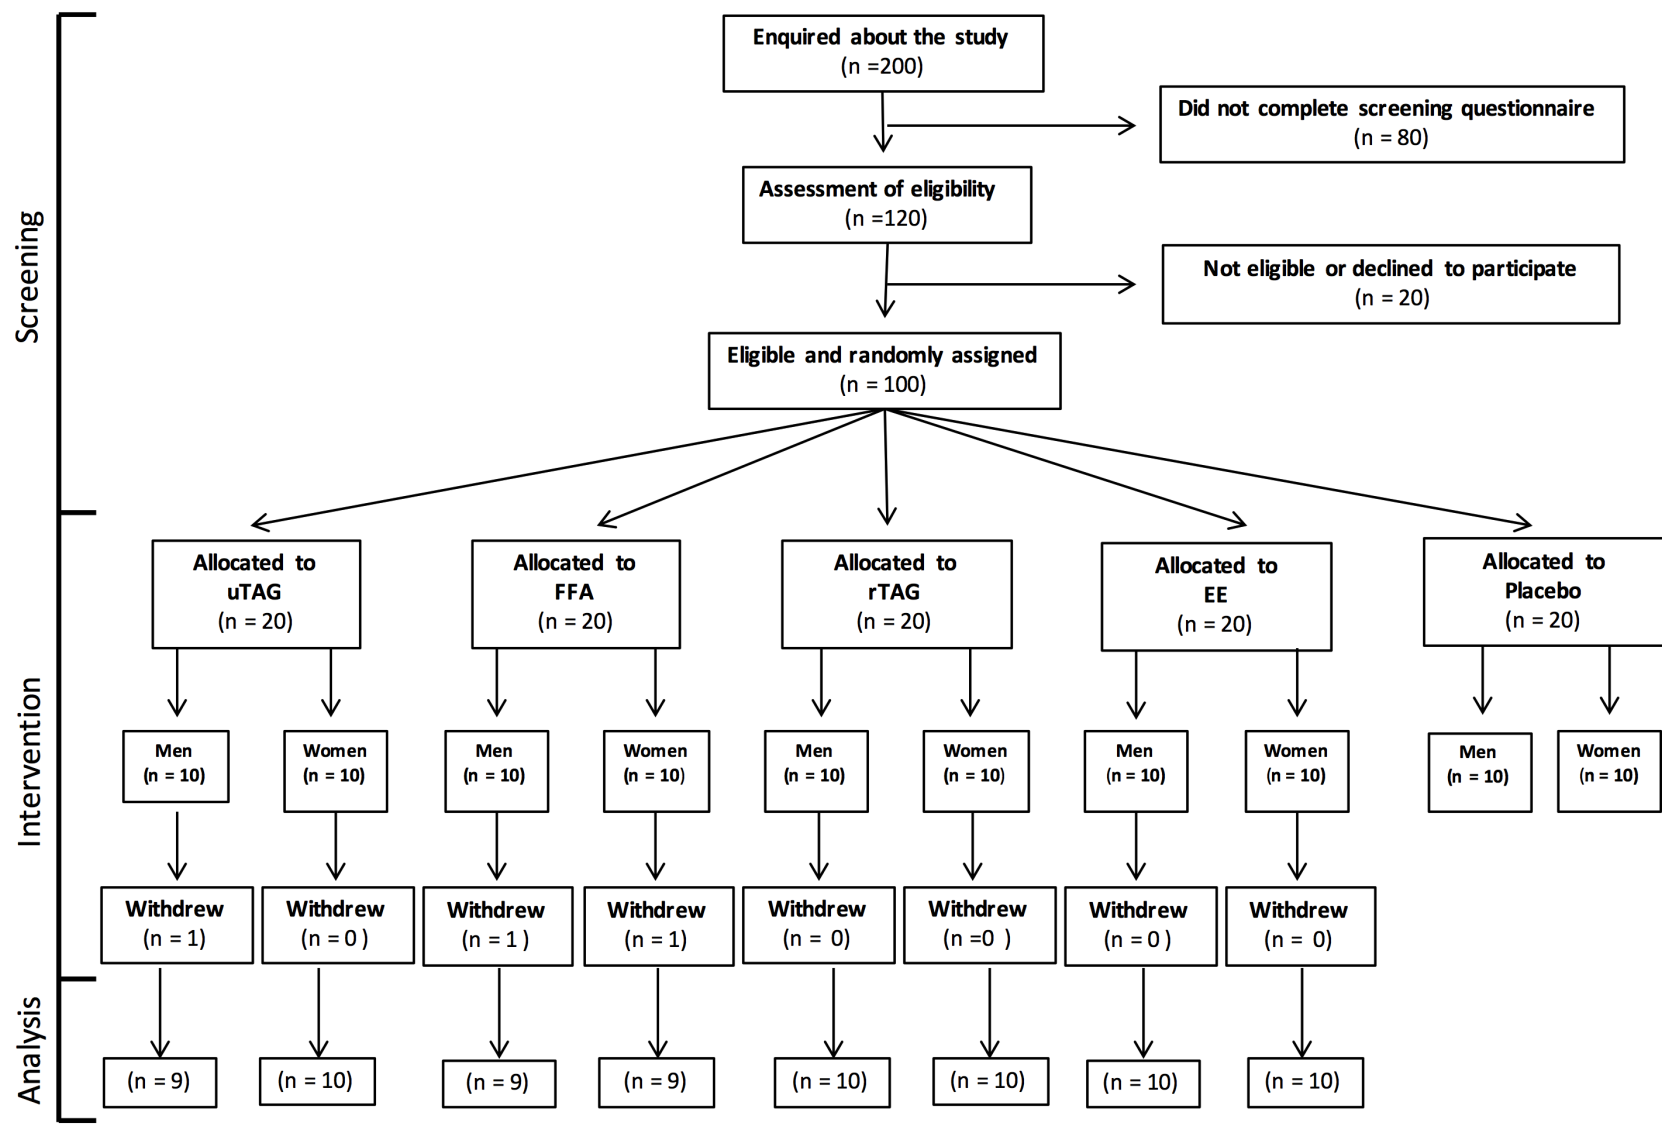 Enquired about the study
(n =200)
Did not complete screening questionnaire
(n = 80)
Assessment of eligibility
(n =120)
Not eligible or declined to participate
(n = 20)
Eligible and randomly assigned
(n = 100)
Screening
Allocated to
uTAG
(n = 20)
Allocated to
FFA
(n = 20)
Allocated to
rTAG
(n = 20)
Allocated to
EE
(n = 20)
Allocated to
Placebo
(n = 20)
Men
(n = 10)
Women
(n = 10)
Men
(n = 10)
Women
(n = 10)
Men
(n = 10)
Women
(n = 10)
Men
(n = 10)
Women
(n = 10)
Men
(n = 10)
Women
(n = 10)
Intervention
Withdrew
(n = 1)
Withdrew
(n = 0 )
Withdrew
(n = 1 )
Withdrew
(n = 1)
Withdrew
(n = 0)
Withdrew
(n =0 )
Withdrew
(n = 0 )
Withdrew
(n = 0)
Analysis
(n = 9)
(n = 10)
(n = 9)
(n = 9)
(n = 10)
(n = 10)
(n = 10)
(n = 10)